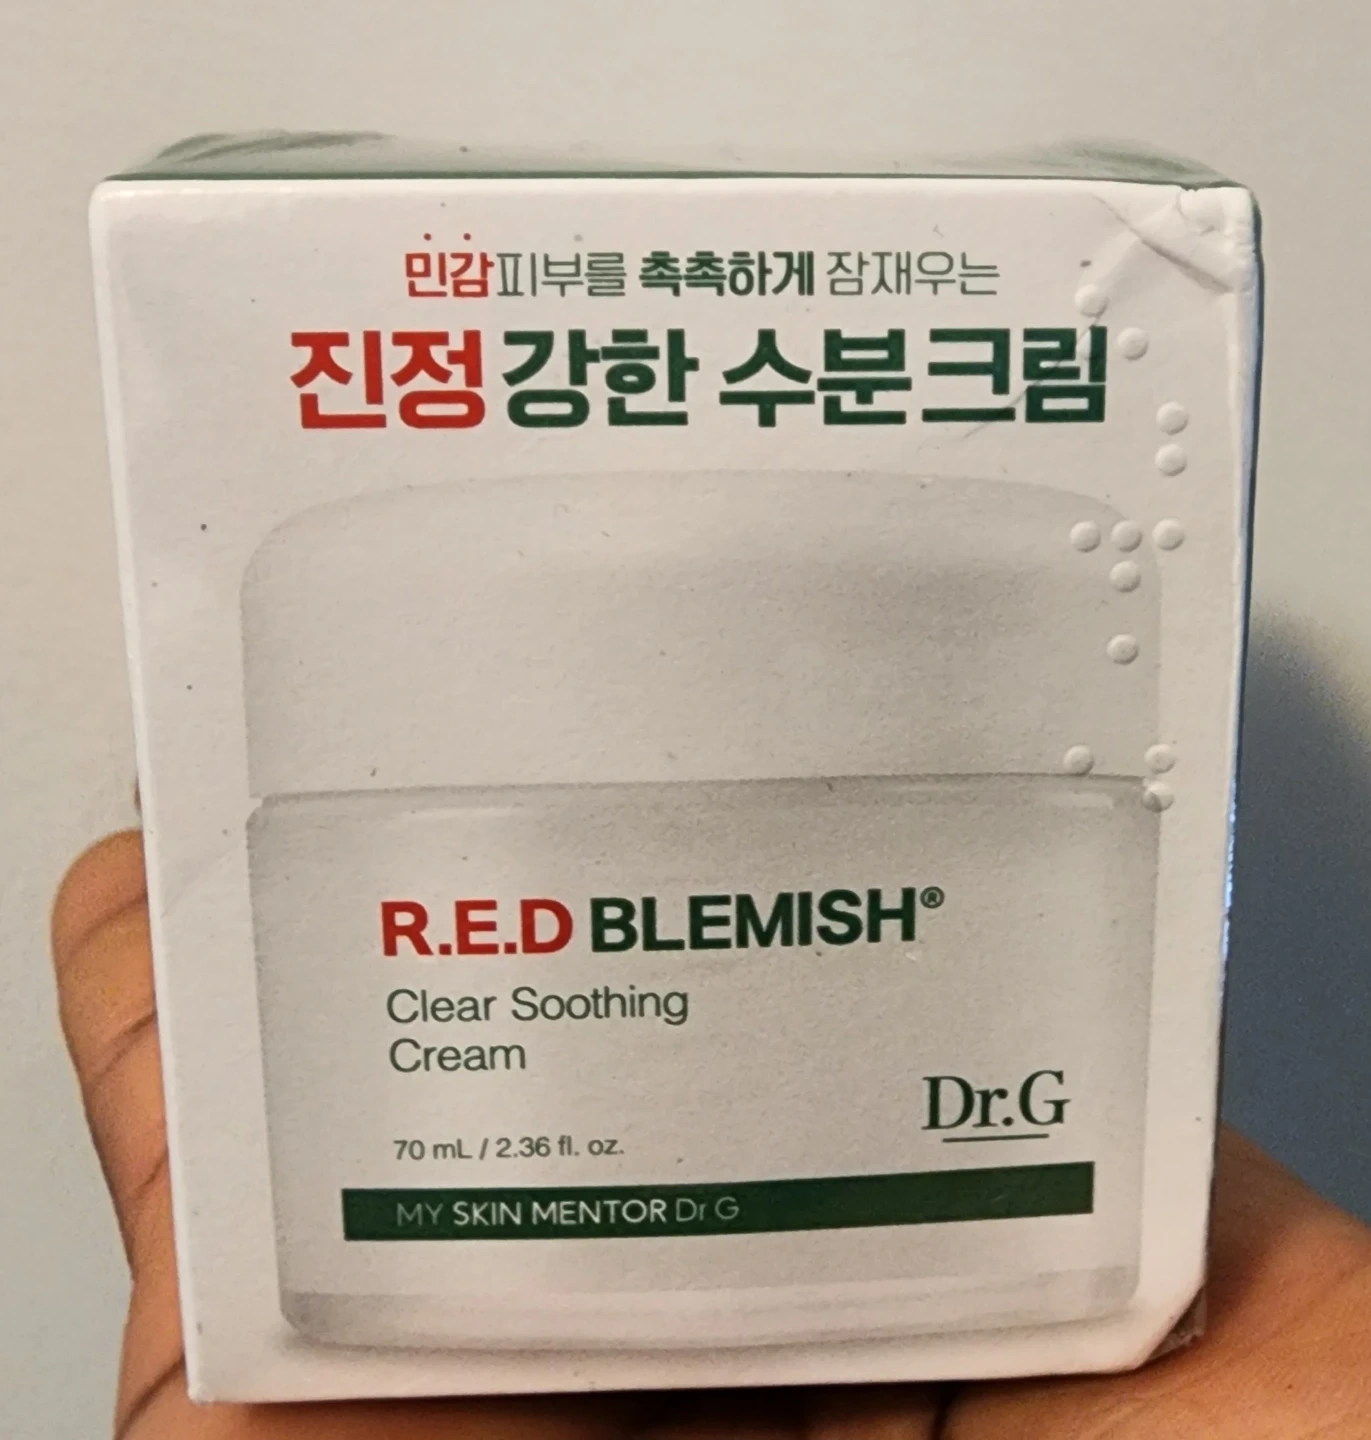 민감피부를 촉촉하게 잠재우는
진정 강한 수분크림
R.E.D BLEMISH®
Clear Soothing
Cream
Dr.G
70 mL / 2.36 fl. oz.
MY SKIN MENTOR Dr G